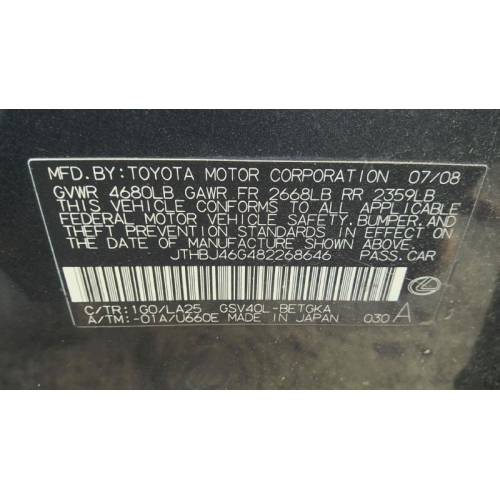 MFD. BY: TOYOTA MOTOR CORPORATION 07/08
GVWR 4680LB GAWR FR 2668LB RR 2359LB
THIS VEHICLE CONFORMS TO ALL APPLICABLE
FEDERAL MOTOR VEHICLE SAFETY, BUMPER, AND
THEFT PREVENTION STANDARDS IN EFFECT ON
THE DATE OF MANUFACTURE SHOWN ABOVE.
JTHBJ46G482268646 PASS. CAR
C/TR: 1G0/LA25 GSV40L-BETGKA
A/TM: -01A/U660E MADE IN JAPAN 030 A